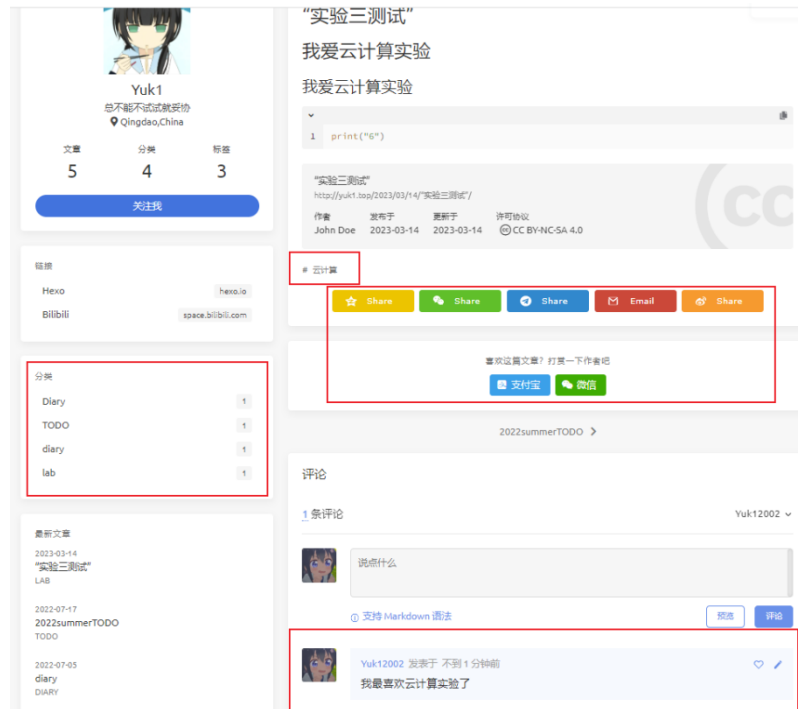 Yuk1
总不能不试试就妥协
Qingdao,China
文章 分类 标签
5 4 3
关注我
链接
Hexo hexo.io
Bilibili space.bilibili.com
分类
Diary 1
TODO 1
diary 1
lab 1
最新文章
2023-03-14
“实验三测试”
LAB
2022-07-17
2022summerTODO
TODO
2022-07-05
diary
DIARY
“实验三测试”
我爱云计算实验
我爱云计算实验
1 print("6")
“实验三测试”
http://yuk1.top/2023/03/14/“实验三测试”/
作者 发布于 更新于 许可协议
John Doe 2023-03-14 2023-03-14 CC BY-NC-SA 4.0
cc
# 云计算
Share Share Share Email Share
喜欢这篇文章？打赏一下作者吧
支付宝 微信
2022summerTODO
评论
1 条评论 Yuk12002
说点什么
支持 Markdown 语法 预览 评论
Yuk12002 发表于 不到 1 分钟前
我最喜欢云计算实验了